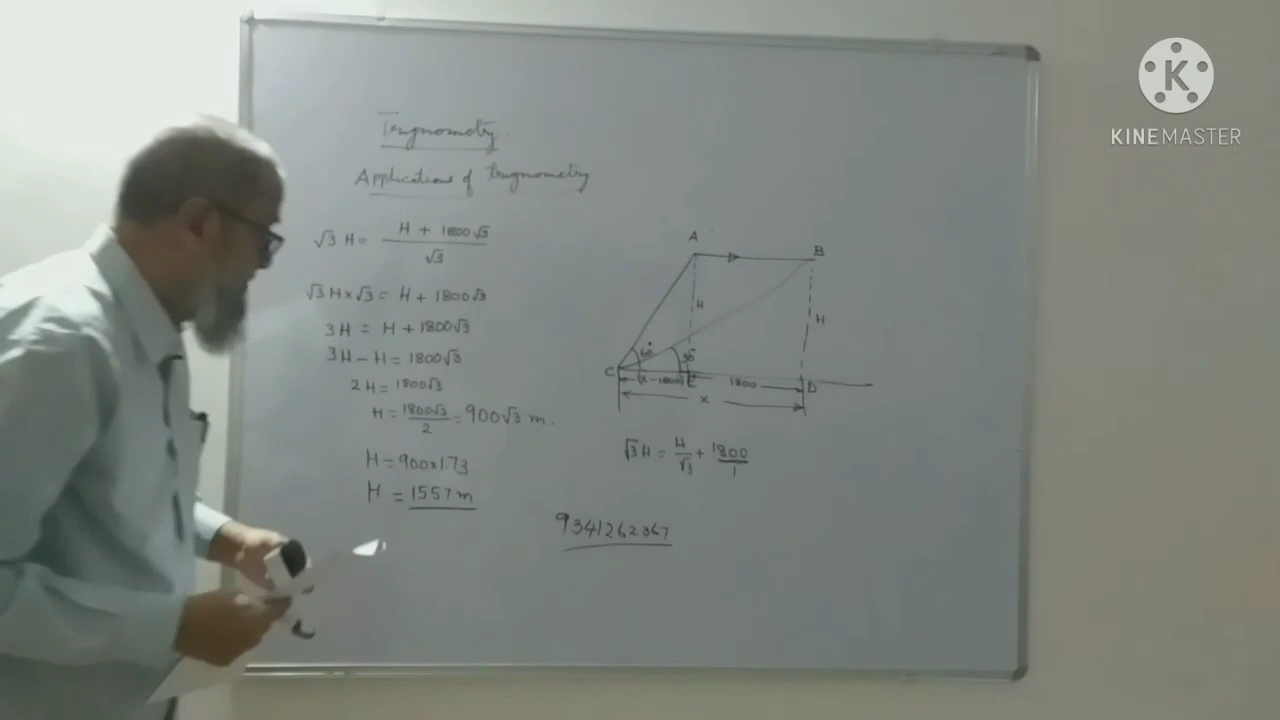 Trignometry
Applications of Trignometry
√3 H = (H + 1800√3)/√3
√3 H × √3 = H + 1800√3
3H = H + 1800√3
3H − H = 1800√3
2H = 1800√3
H = 1800√3/2 = 900√3 m.
H = 900×1.73
H = 1557 m
A
B
H
H
60°
30°
C
(x−1800)
E
1800
D
x
√3 H = H/√3 + 1800/1
9341262367
K
KINEMASTER